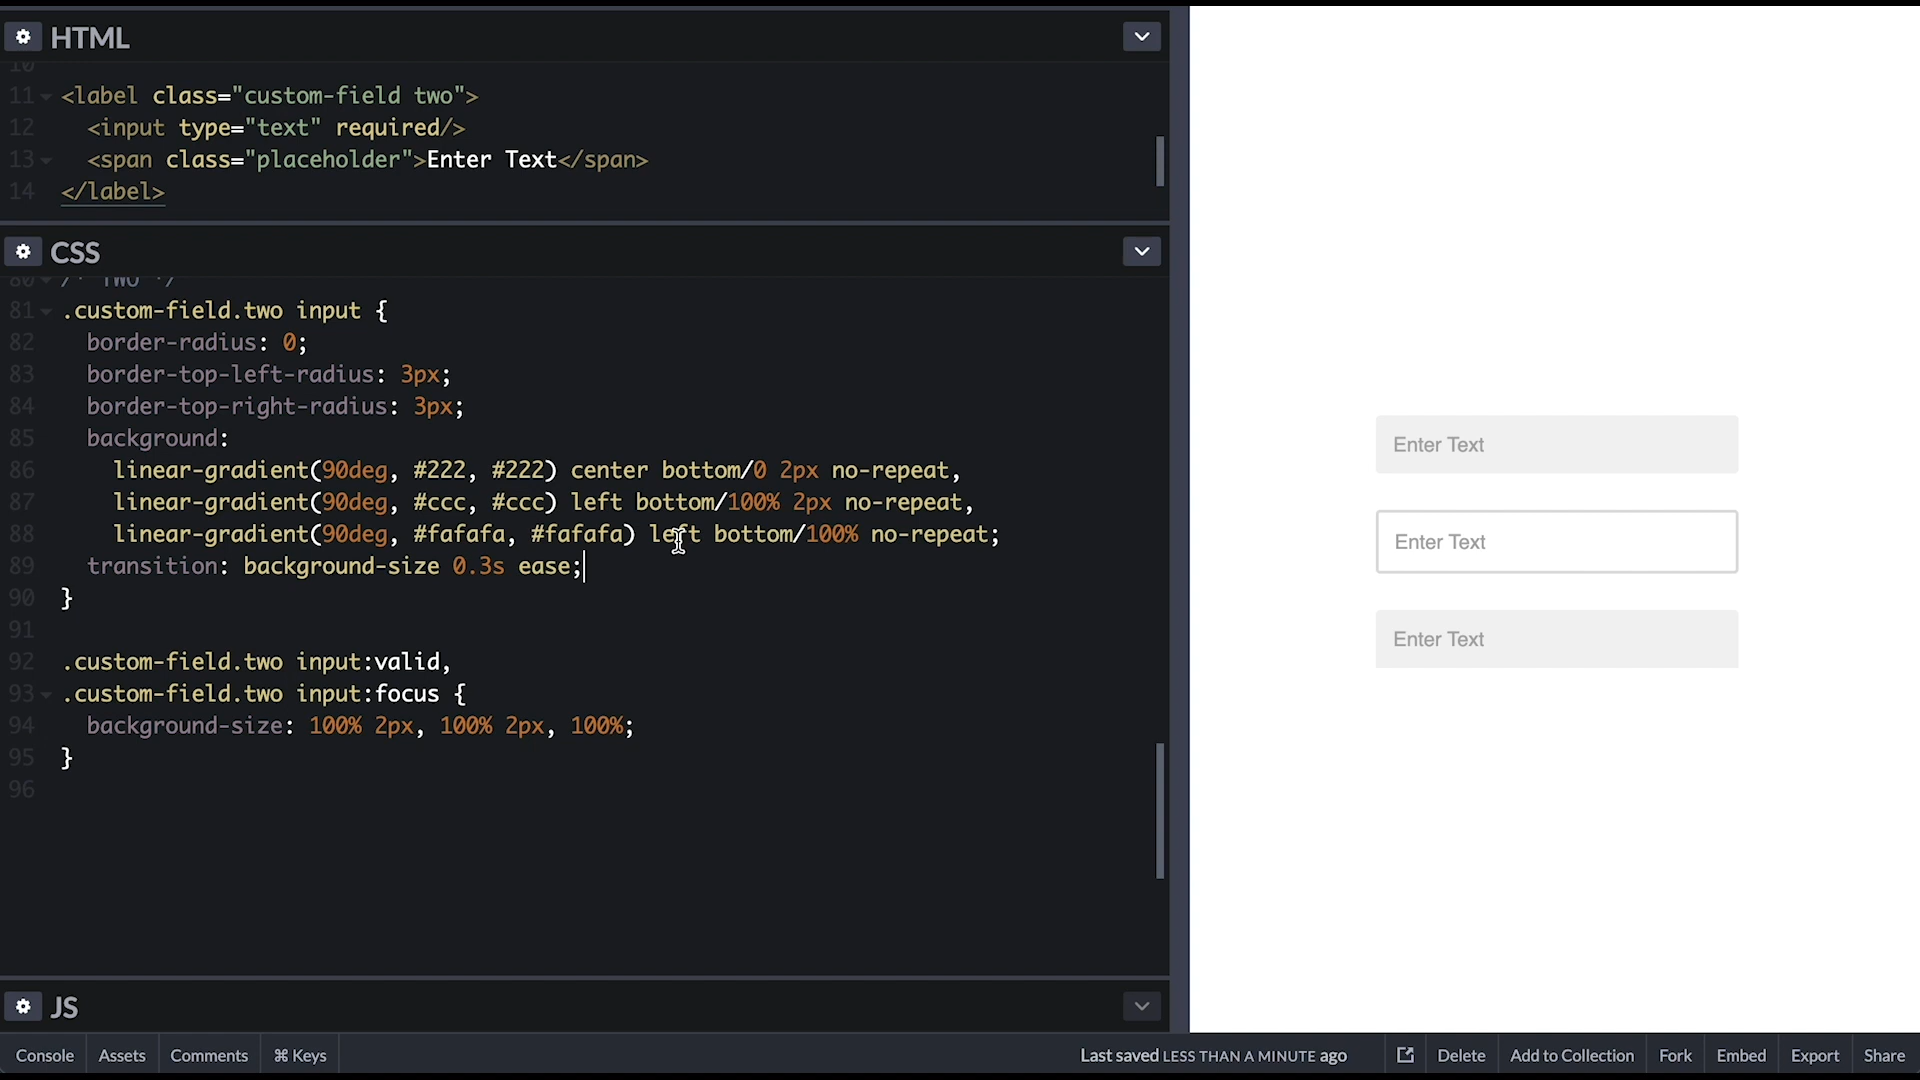 HTML
10
11 <label class="custom-field two">
12 <input type="text" required/>
13 <span class="placeholder">Enter Text</span>
14 </label>
CSS
80 /* TWO */
81 .custom-field.two input {
82 border-radius: 0;
83 border-top-left-radius: 3px;
84 border-top-right-radius: 3px;
85 background:
86 linear-gradient(90deg, #222, #222) center bottom/0 2px no-repeat,
87 linear-gradient(90deg, #ccc, #ccc) left bottom/100% 2px no-repeat,
88 linear-gradient(90deg, #fafafa, #fafafa) left bottom/100% no-repeat;
89 transition: background-size 0.3s ease;
90 }
91
92 .custom-field.two input:valid,
93 .custom-field.two input:focus {
94 background-size: 100% 2px, 100% 2px, 100%;
95 }
96
JS
Enter Text
Enter Text
Enter Text
Console Assets Comments ⌘ Keys Last saved LESS THAN A MINUTE ago Delete Add to Collection Fork Embed Export Share